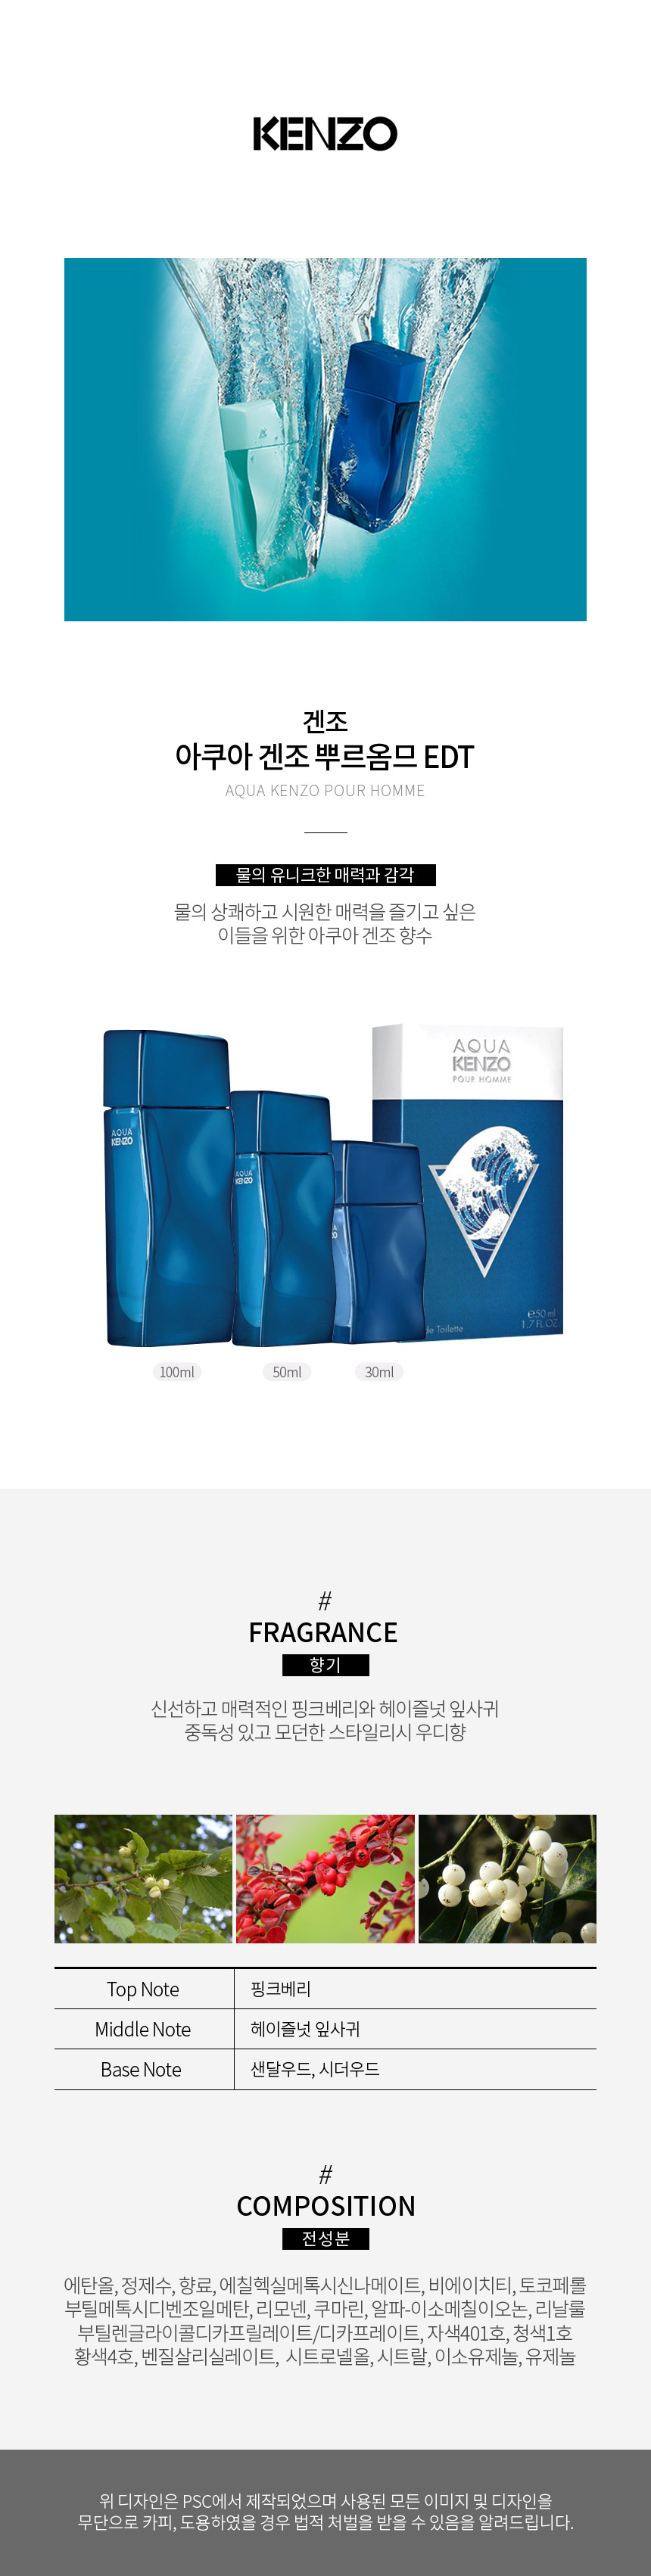 KENZO
겐조
아쿠아 겐조 뿌르옴므 EDT
AQUA KENZO POUR HOMME
물의 유니크한 매력과 감각
물의 상쾌하고 시원한 매력을 즐기고 싶은
이들을 위한 아쿠아 겐조 향수
AQUA
KENZO
POUR HOMME
AQUA
KENZO
AQUA
KENZO
e50 ml
1.7 FL.OZ.
de Toilette
100ml
50ml
30ml
#
FRAGRANCE
향기
신선하고 매력적인 핑크베리와 헤이즐넛 잎사귀
중독성 있고 모던한 스타일리시 우디향
Top Note 핑크베리
Middle Note 헤이즐넛 잎사귀
Base Note 샌달우드, 시더우드
#
COMPOSITION
전성분
에탄올, 정제수, 향료, 에칠헥실메톡시신나메이트, 비에이치티, 토코페롤
부틸메톡시디벤조일메탄, 리모넨, 쿠마린, 알파-이소메칠이오논, 리날룰
부틸렌글라이콜디카프릴레이트/디카프레이트, 자색401호, 청색1호
황색4호, 벤질살리실레이트, 시트로넬올, 시트랄, 이소유제놀, 유제놀
위 디자인은 PSC에서 제작되었으며 사용된 모든 이미지 및 디자인을
무단으로 카피, 도용하였을 경우 법적 처벌을 받을 수 있음을 알려드립니다.